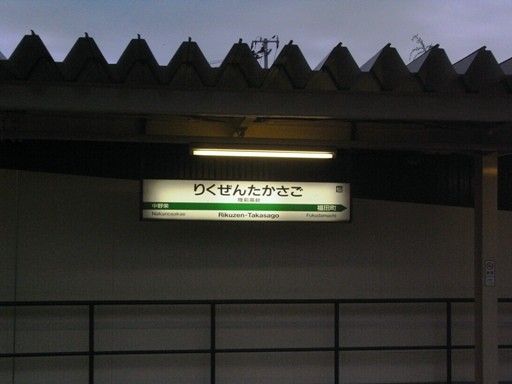 りくぜんたかさご
陸前高砂
中野栄 福田町
Nakanosakae Rikuzen-Takasago Fukudamachi